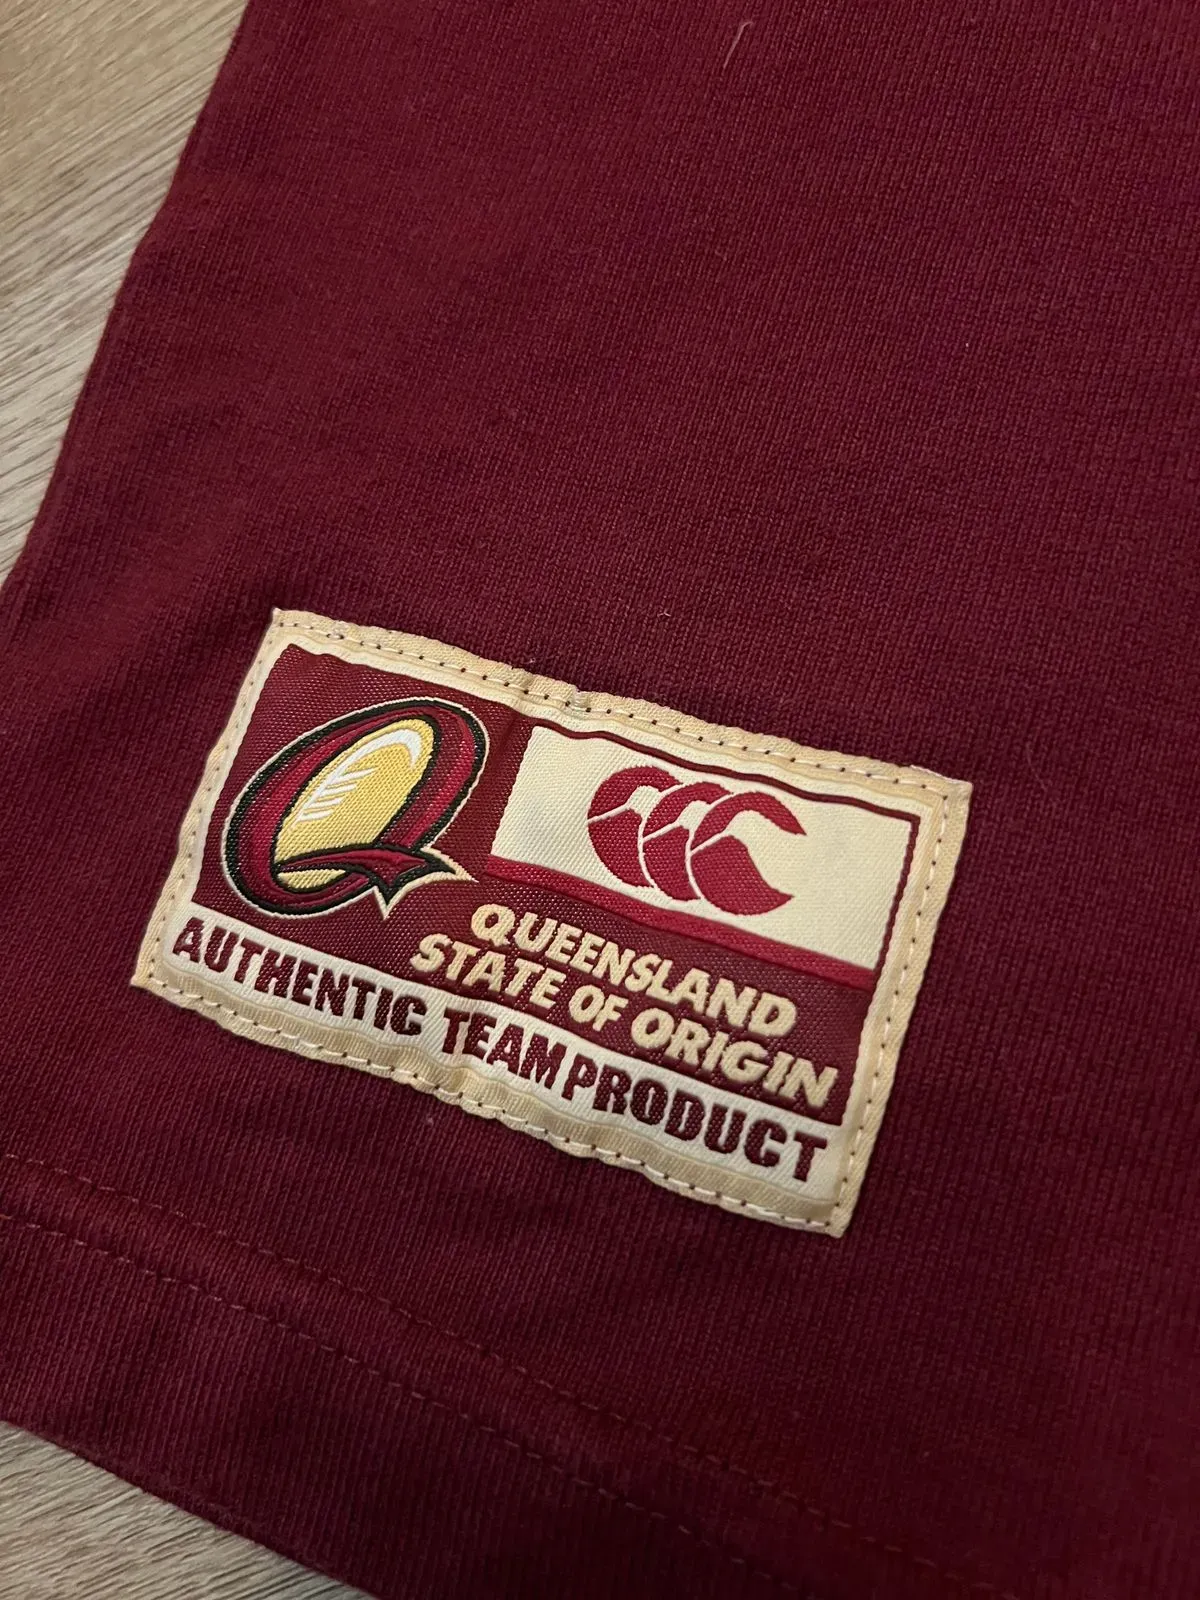 QUEENSLAND
STATE OF ORIGIN
AUTHENTIC TEAM PRODUCT